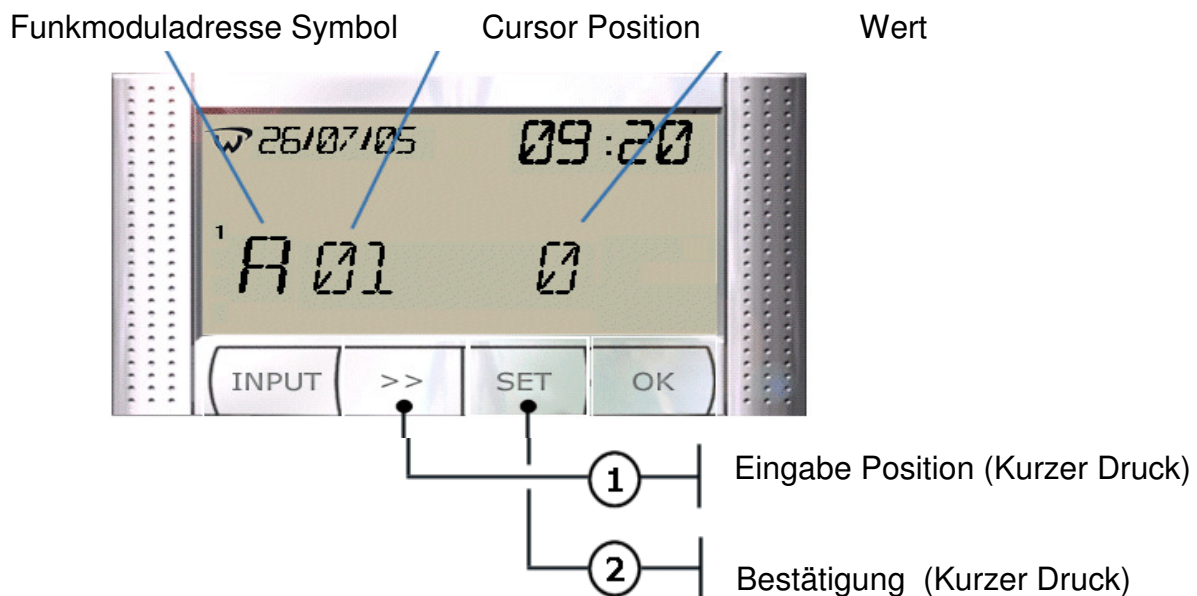 Funkmoduladresse Symbol Cursor Position Wert
26/07/05 09:20
1 A 01 0
INPUT >> SET OK
1 Eingabe Position (Kurzer Druck)
2 Bestätigung (Kurzer Druck)